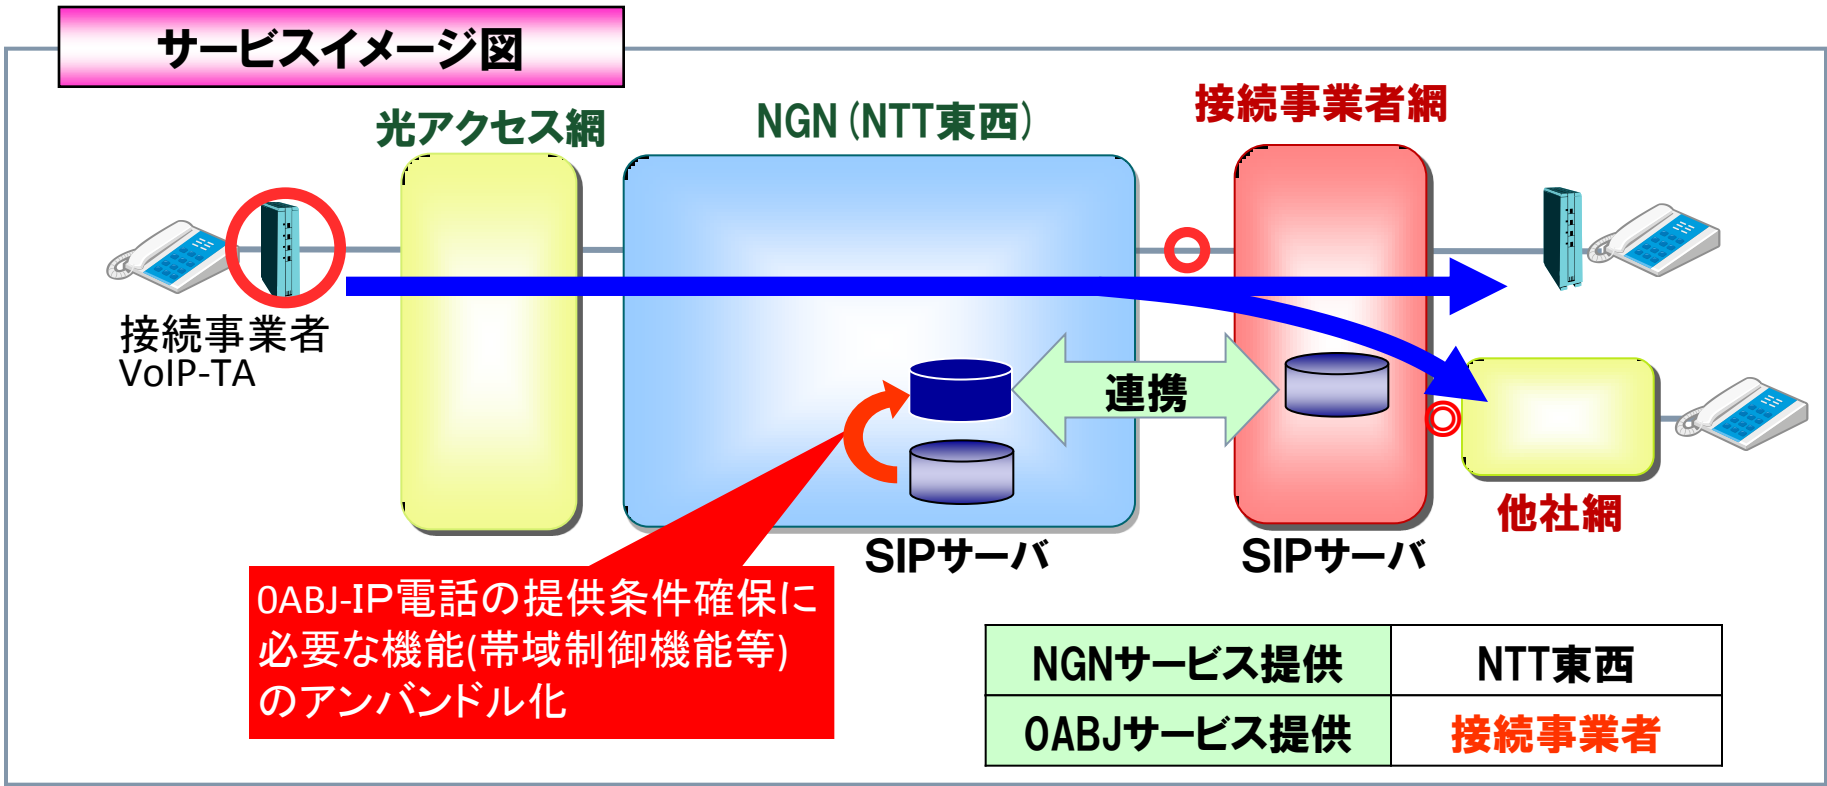 サービスイメージ図
光アクセス網
NGN(NTT東西)
接続事業者網
接続事業者
VoIP-TA
連携
他社網
SIPサーバ
SIPサーバ
0ABJ-IP電話の提供条件確保に
必要な機能(帯域制御機能等)
のアンバンドル化
NGNサービス提供
NTT東西
0ABJサービス提供
接続事業者